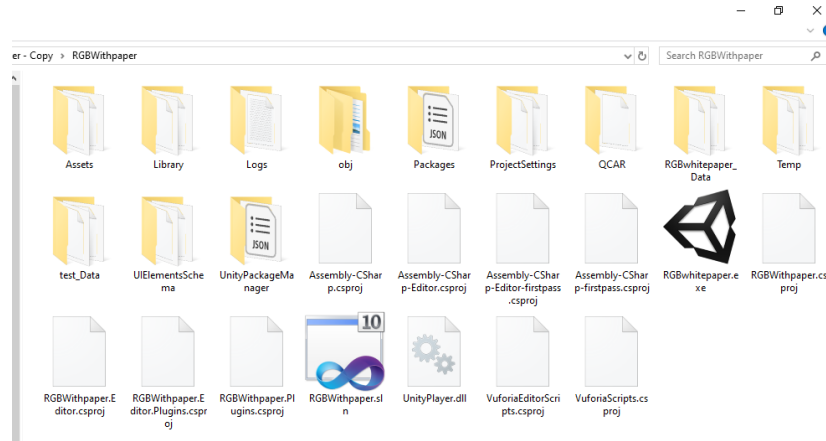 er - Copy > RGBWithpaper
Search RGBWithpaper
JSON
Assets
Library
Logs
obj
Packages
ProjectSettings
QCAR
RGBwhitepaper_
Data
Temp
JSON
test_Data
UIElementsSche
ma
UnityPackageMa
nager
Assembly-CShar
p.csproj
Assembly-CShar
p-Editor.csproj
Assembly-CShar
p-Editor-firstpass
.csproj
Assembly-CShar
p-firstpass.csproj
RGBwhitepaper.e
xe
RGBWithpaper.cs
proj
10
RGBWithpaper.E
ditor.csproj
RGBWithpaper.E
ditor.Plugins.cspr
oj
RGBWithpaper.Pl
ugins.csproj
RGBWithpaper.sl
n
UnityPlayer.dll
VuforiaEditorScri
pts.csproj
VuforiaScripts.cs
proj